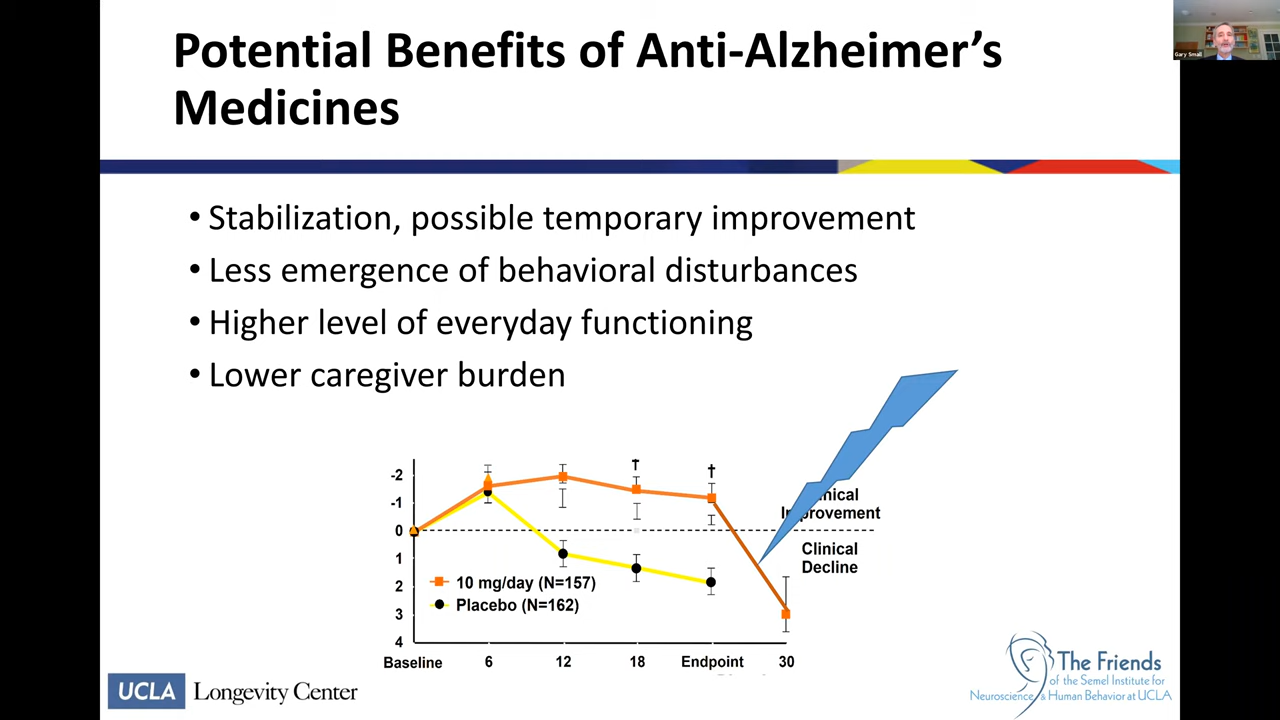 Potential Benefits of Anti-Alzheimer's
Medicines
Gary Small
• Stabilization, possible temporary improvement
• Less emergence of behavioral disturbances
• Higher level of everyday functioning
• Lower caregiver burden
-2
-1
0
1
2
3
4
† †
Improvement
Clinical
Decline
10 mg/day (N=157)
Placebo (N=162)
Baseline 6 12 18 Endpoint 30
UCLA Longevity Center
The Friends
of the Semel Institute for
Neuroscience & Human Behavior at UCLA